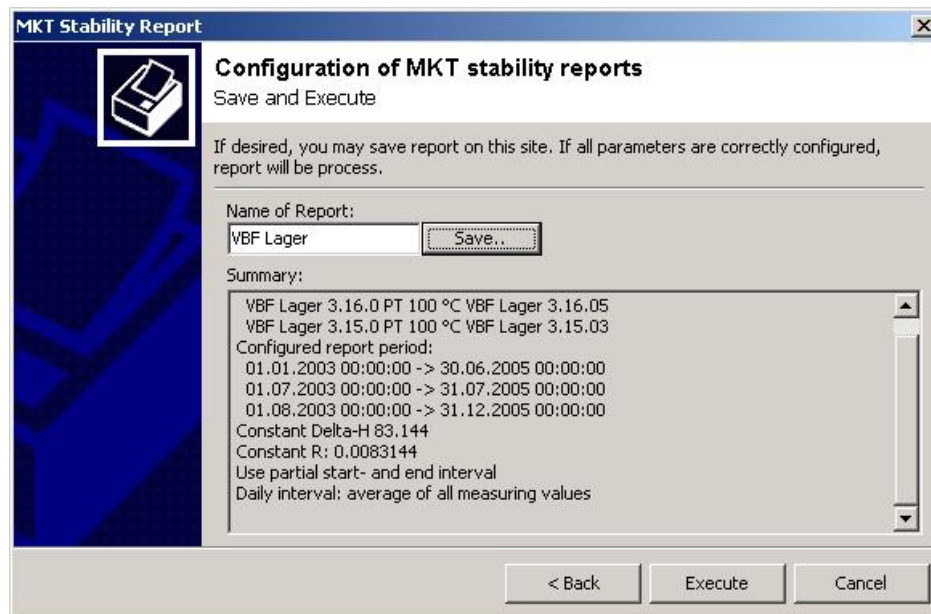 MKT Stability Report
Configuration of MKT stability reports
Save and Execute
If desired, you may save report on this site. If all parameters are correctly configured,
report will be process.
Name of Report:
VBF Lager
Save..
Summary:
VBF Lager 3.16.0 PT 100 °C VBF Lager 3.16.05
VBF Lager 3.15.0 PT 100 °C VBF Lager 3.15.03
Configured report period:
01.01.2003 00:00:00 -> 30.06.2005 00:00:00
01.07.2003 00:00:00 -> 31.07.2005 00:00:00
01.08.2003 00:00:00 -> 31.12.2005 00:00:00
Constant Delta-H 83.144
Constant R: 0.0083144
Use partial start- and end interval
Daily interval: average of all measuring values
< Back
Execute
Cancel